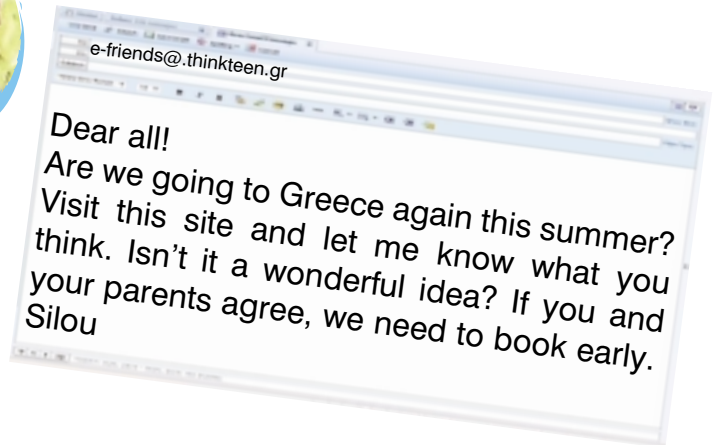 e-friends@.thinkteen.gr
Dear all!
Are we going to Greece again this summer?
Visit this site and let me know what you
think. Isn’t it a wonderful idea? If you and
your parents agree, we need to book early.
Silou